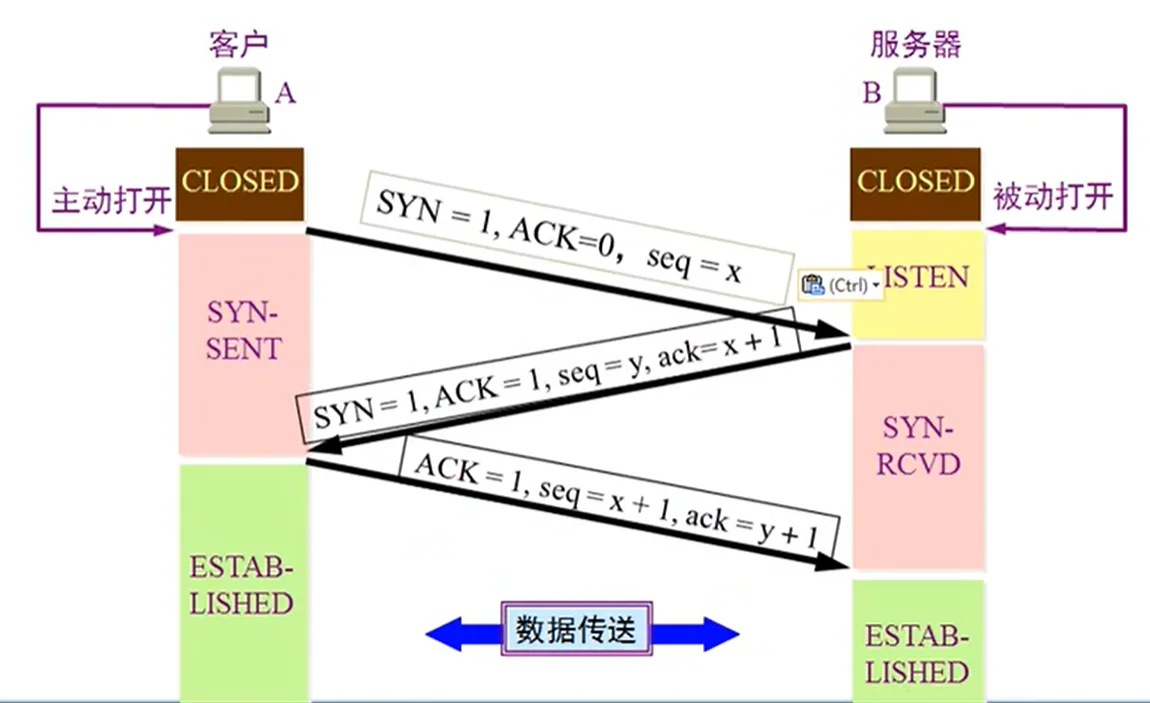 客户
服务器
A
B
CLOSED
CLOSED
主动打开
被动打开
SYN = 1, ACK=0， seq = x
(Ctrl)
LISTEN
SYN-
SENT
SYN = 1, ACK = 1, seq = y, ack= x + 1
SYN-
RCVD
ACK = 1, seq = x + 1, ack = y + 1
ESTAB-
LISHED
数据传送
ESTAB-
LISHED